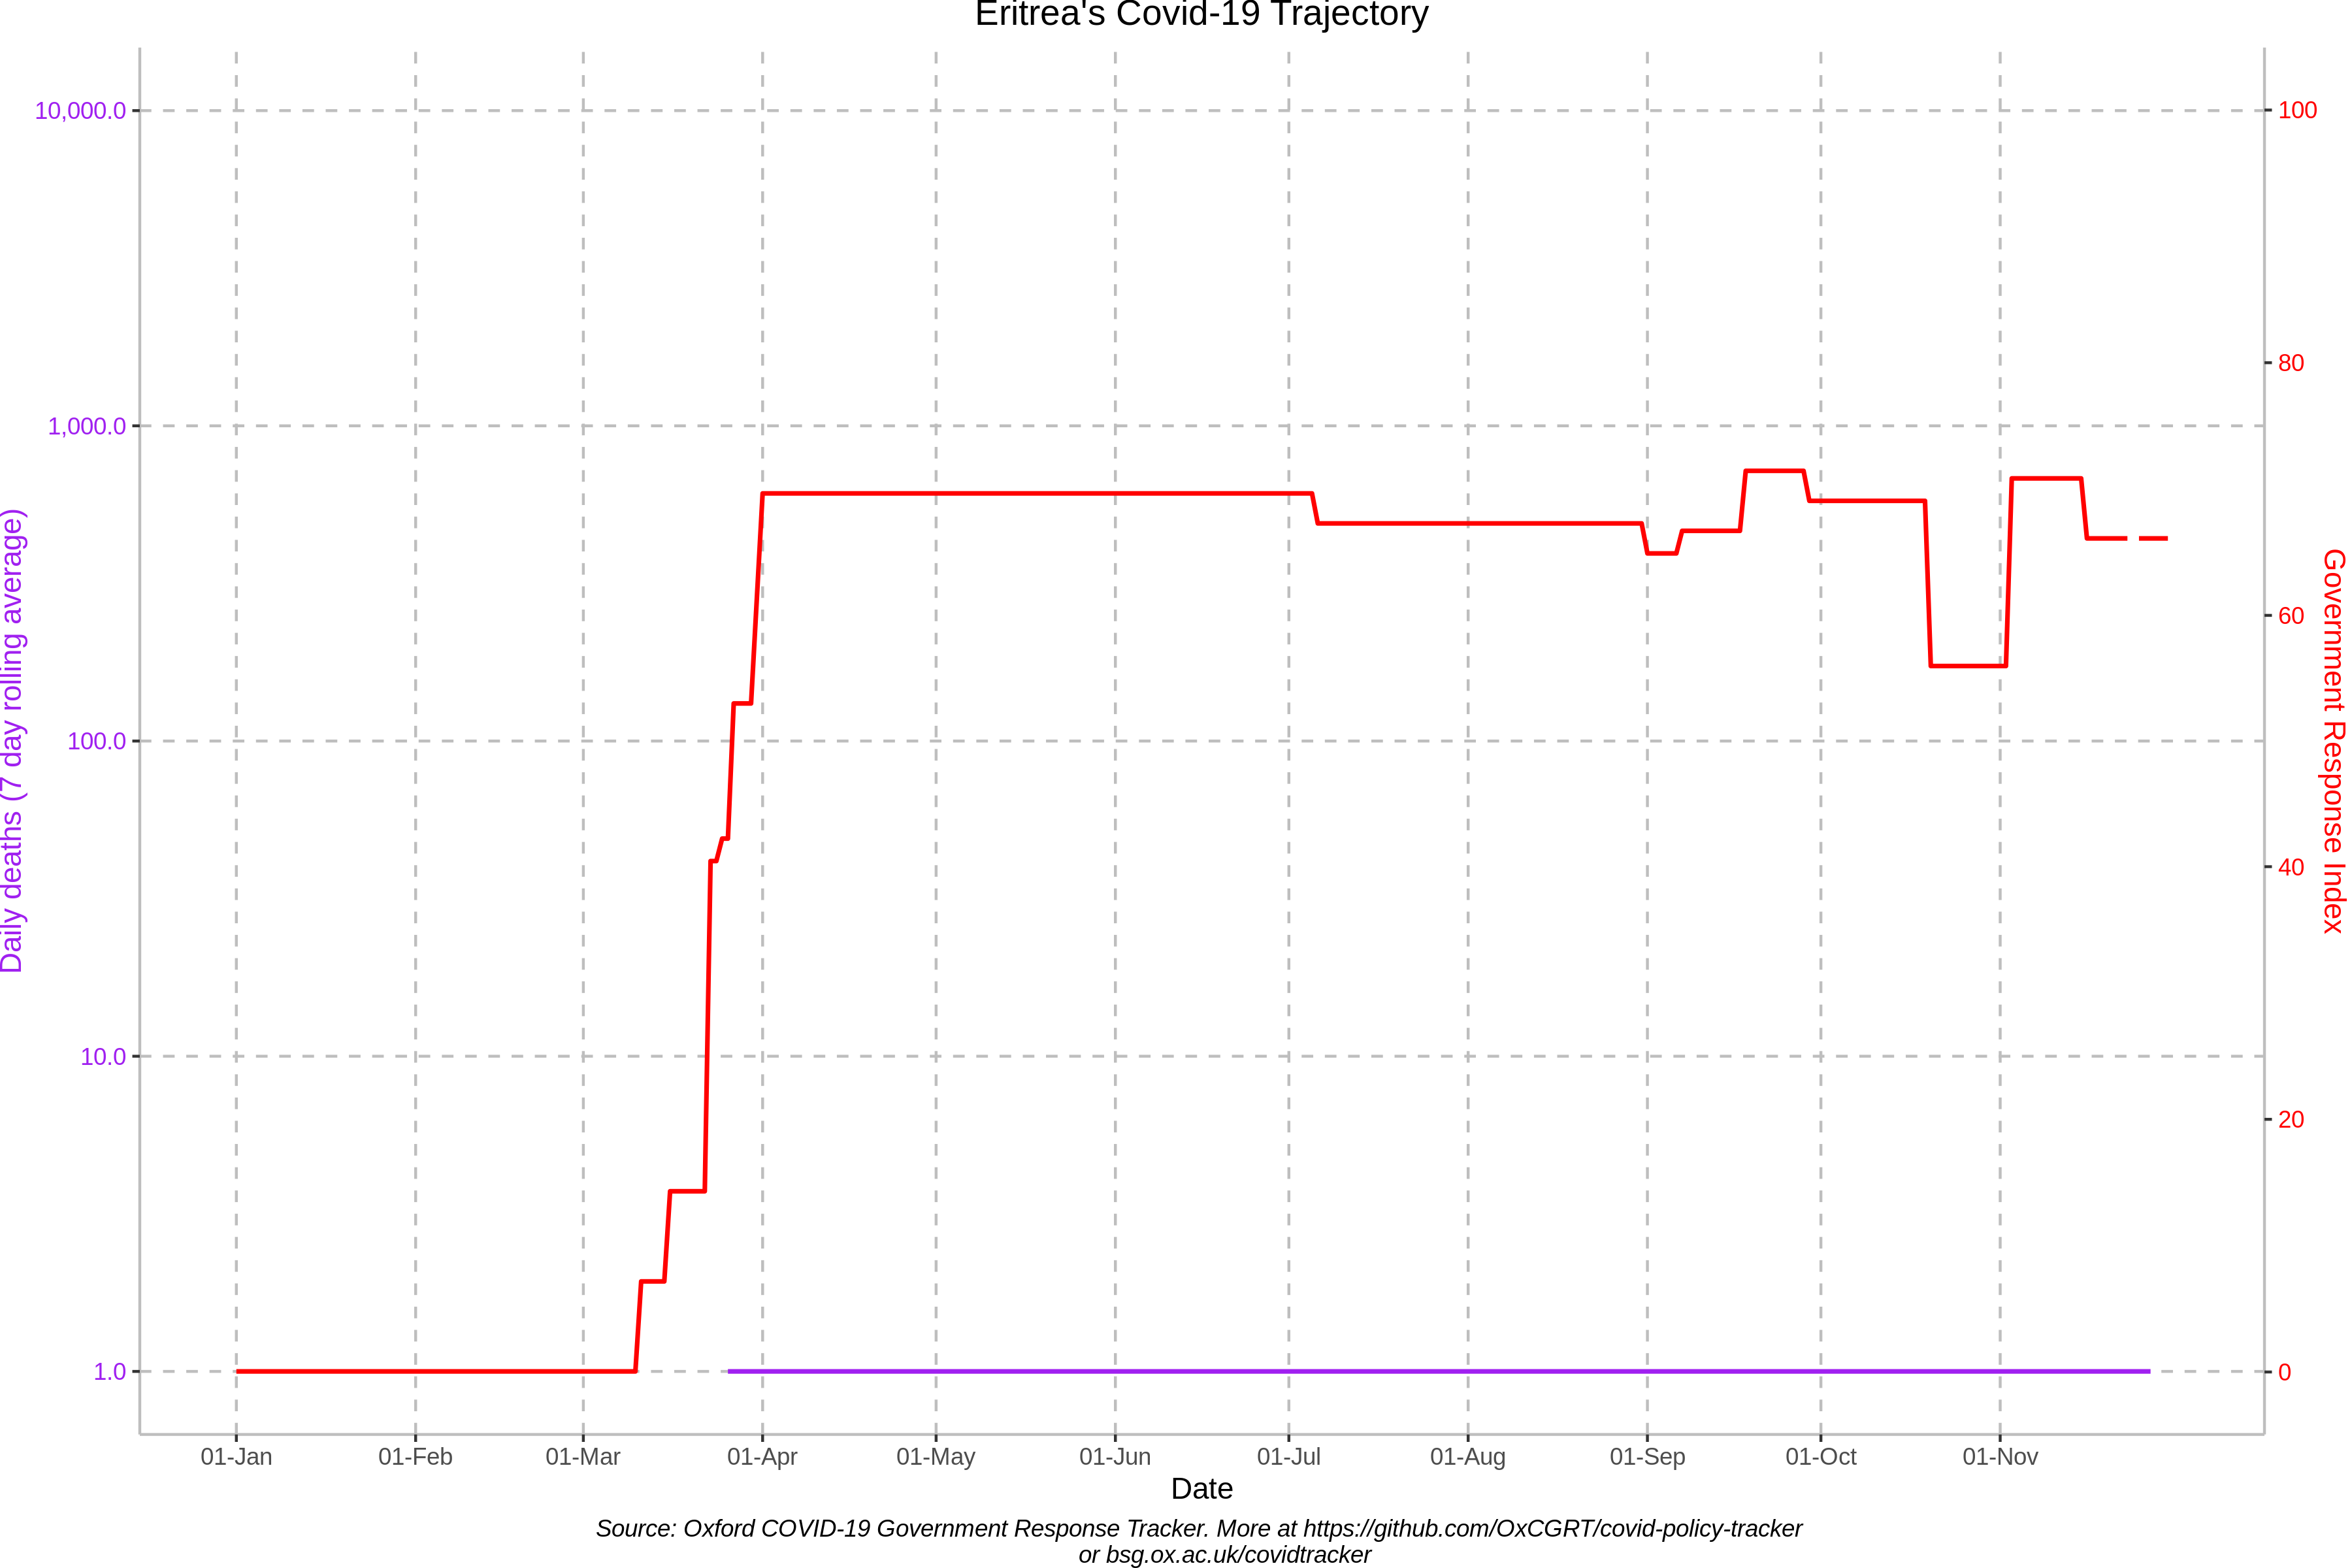 Eritrea's Covid-19 Trajectory
10,000.0
1,000.0
100.0
10.0
1.0
Daily deaths (7 day rolling average)
100
80
60
40
20
0
Government Response Index
01-Jan 01-Feb 01-Mar 01-Apr 01-May 01-Jun 01-Jul 01-Aug 01-Sep 01-Oct 01-Nov
Date
Source: Oxford COVID-19 Government Response Tracker. More at https://github.com/OxCGRT/covid-policy-tracker
or bsg.ox.ac.uk/covidtracker